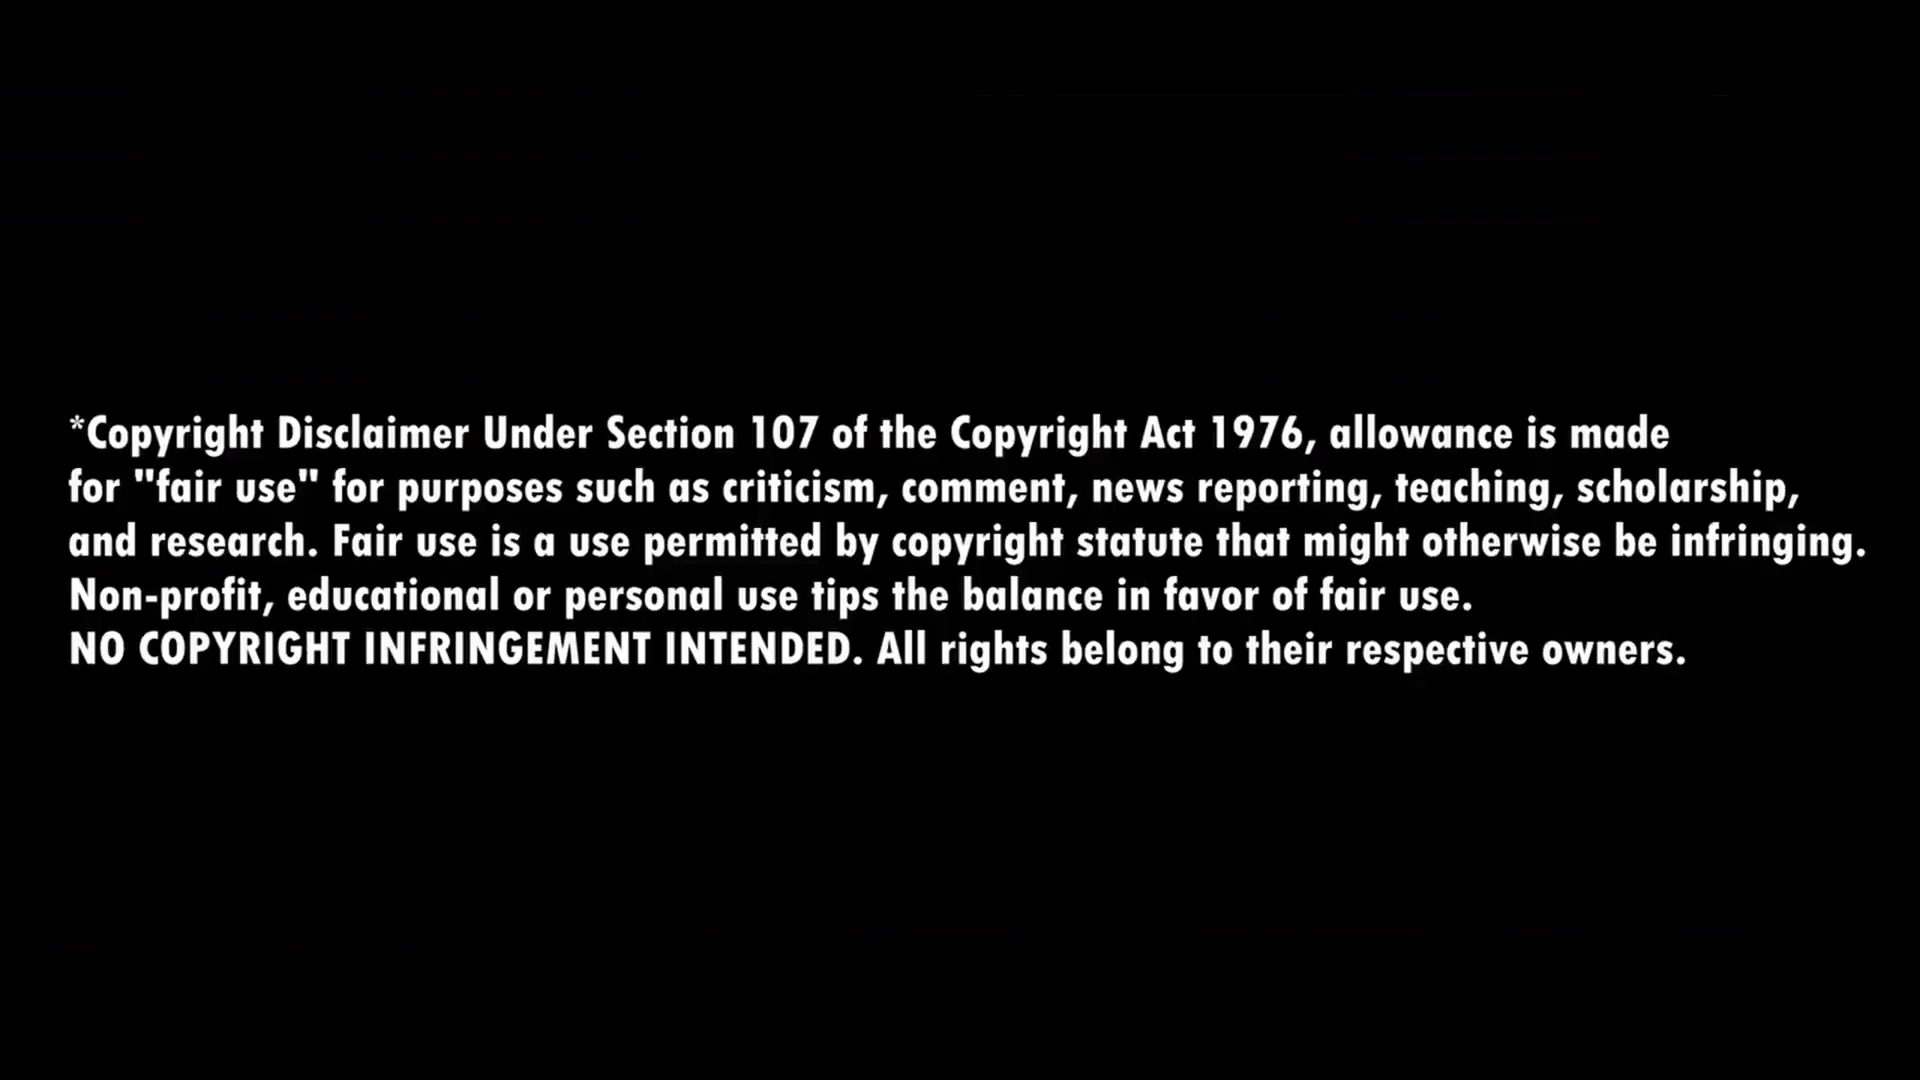 *Copyright Disclaimer Under Section 107 of the Copyright Act 1976, allowance is made
for "fair use" for purposes such as criticism, comment, news reporting, teaching, scholarship,
and research. Fair use is a use permitted by copyright statute that might otherwise be infringing.
Non-profit, educational or personal use tips the balance in favor of fair use.
NO COPYRIGHT INFRINGEMENT INTENDED. All rights belong to their respective owners.